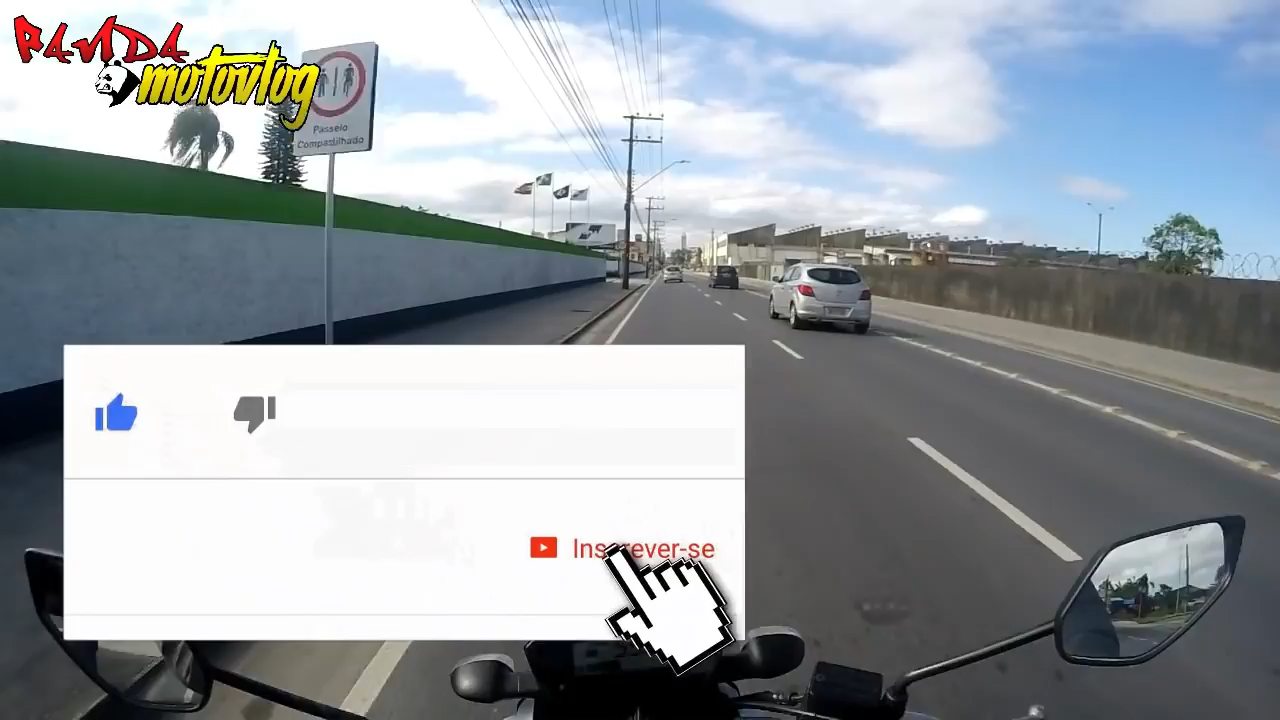 PANDA
motovlog
Passeio
Compartilhado
Inscrever-se